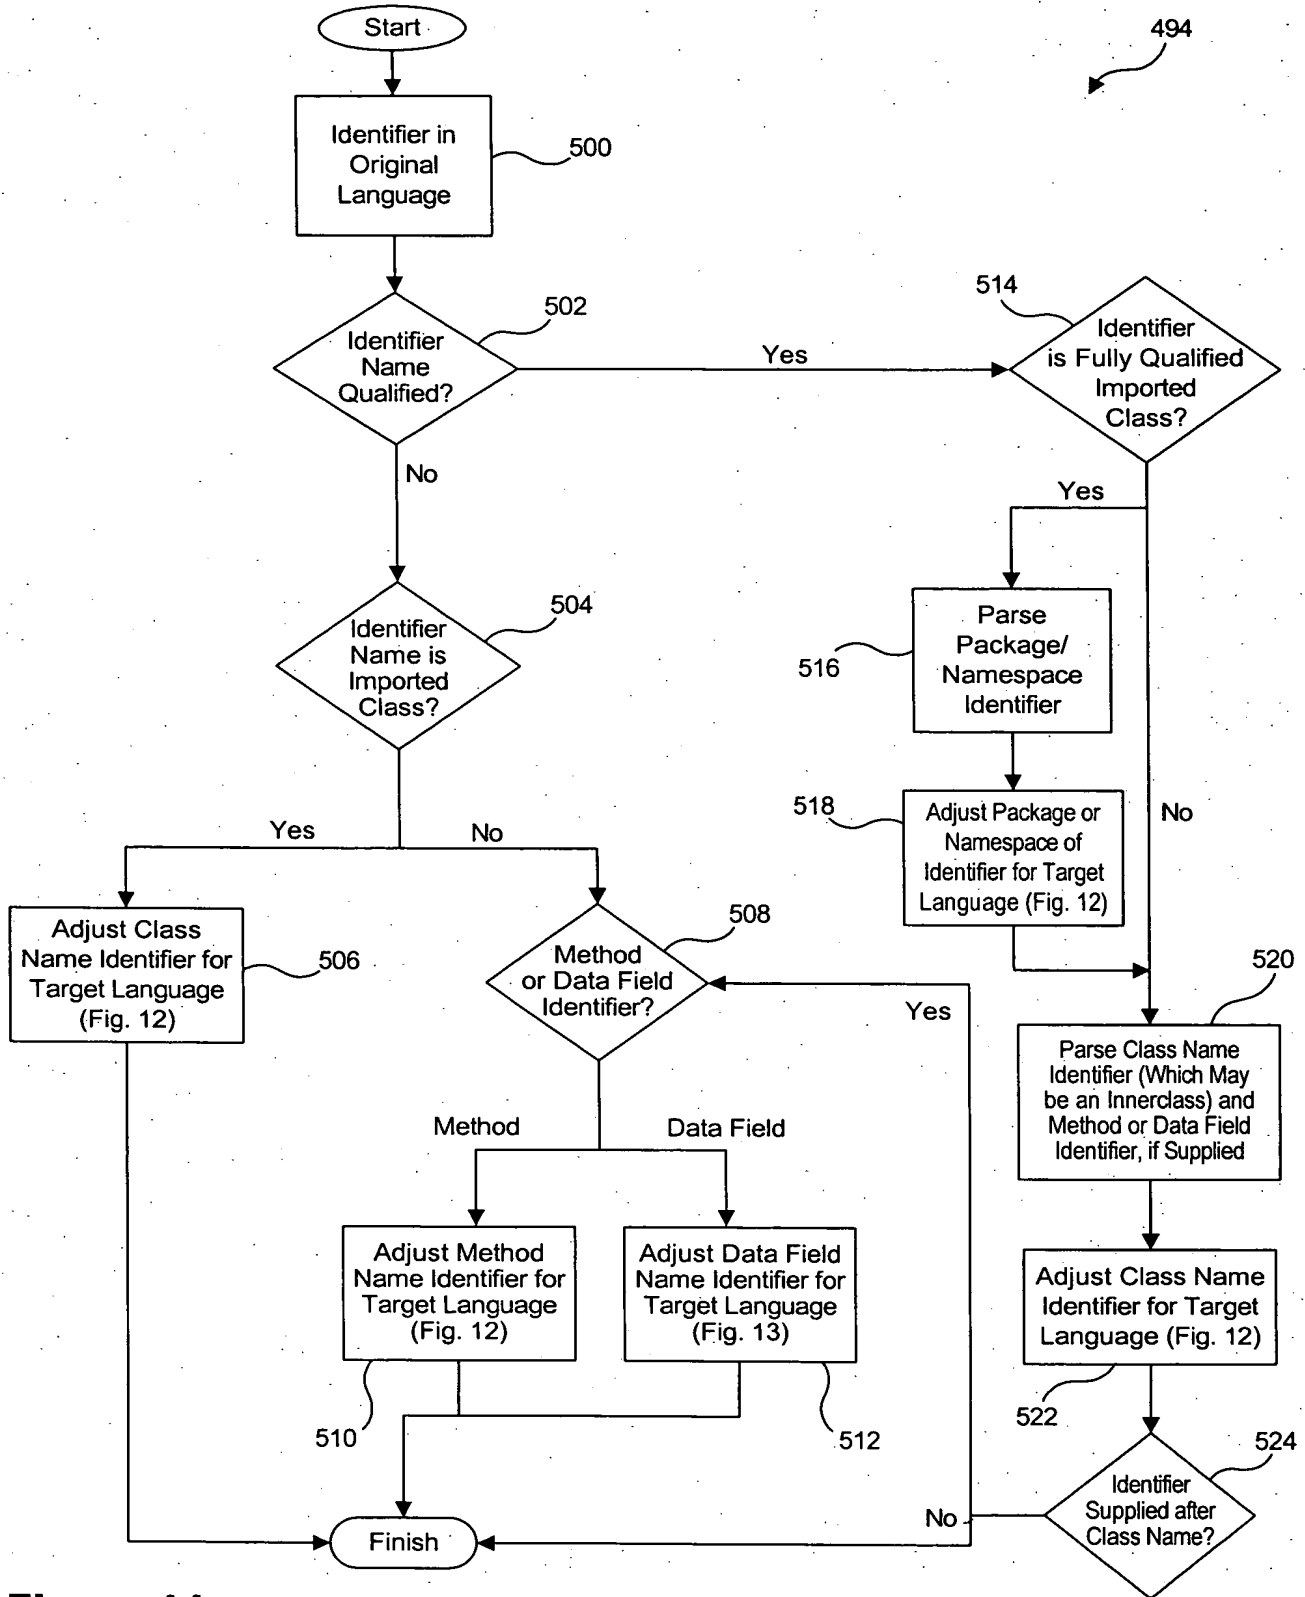 Start
494
Identifier in
Original
Language
500
502
Identifier
Name
Qualified?
Yes
514
Identifier
is Fully Qualified
Imported
Class?
No
Yes
504
Identifier
Name is
Imported
Class?
516
Parse
Package/
Namespace
Identifier
518
Adjust Package or
Namespace of
Identifier for Target
Language (Fig. 12)
No
Yes
No
Adjust Class
Name Identifier for
Target Language
(Fig. 12)
506
508
Method
or Data Field
Identifier?
Yes
520
Parse Class Name
Identifier (Which May
be an Innerclass) and
Method or Data Field
Identifier, if Supplied
Method
Data Field
Adjust Method
Name Identifier for
Target Language
(Fig. 12)
510
Adjust Data Field
Name Identifier for
Target Language
(Fig. 13)
512
Adjust Class Name
Identifier for Target
Language (Fig. 12)
522
524
Identifier
Supplied after
Class Name?
No
Finish